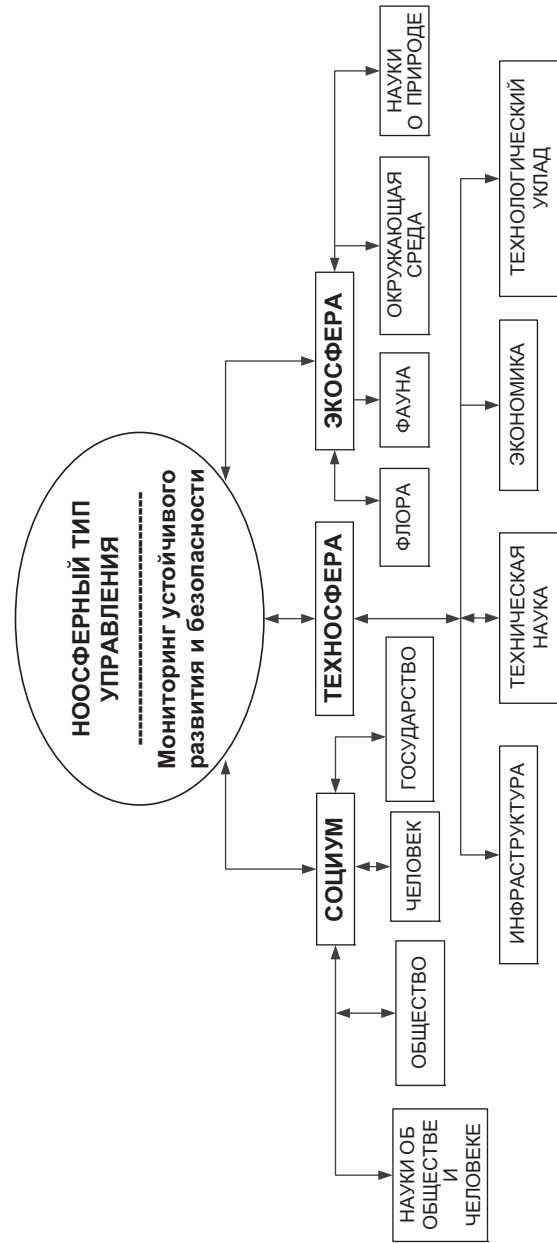 НООСФЕРНЫЙ ТИП
УПРАВЛЕНИЯ
-------------------------------
Мониторинг устойчивого
развития и безопасности
СОЦИУМ
ТЕХНОСФЕРА
ЭКОСФЕРА
НАУКИ ОБ
ОБЩЕСТВЕ
И
ЧЕЛОВЕКЕ
ОБЩЕСТВО
ЧЕЛОВЕК
ГОСУДАРСТВО
ФЛОРА
ФАУНА
ОКРУЖАЮЩАЯ
СРЕДА
НАУКИ
О ПРИРОДЕ
ИНФРАСТРУКТУРА
ТЕХНИЧЕСКАЯ
НАУКА
ЭКОНОМИКА
ТЕХНОЛОГИЧЕСКИЙ
УКЛАД